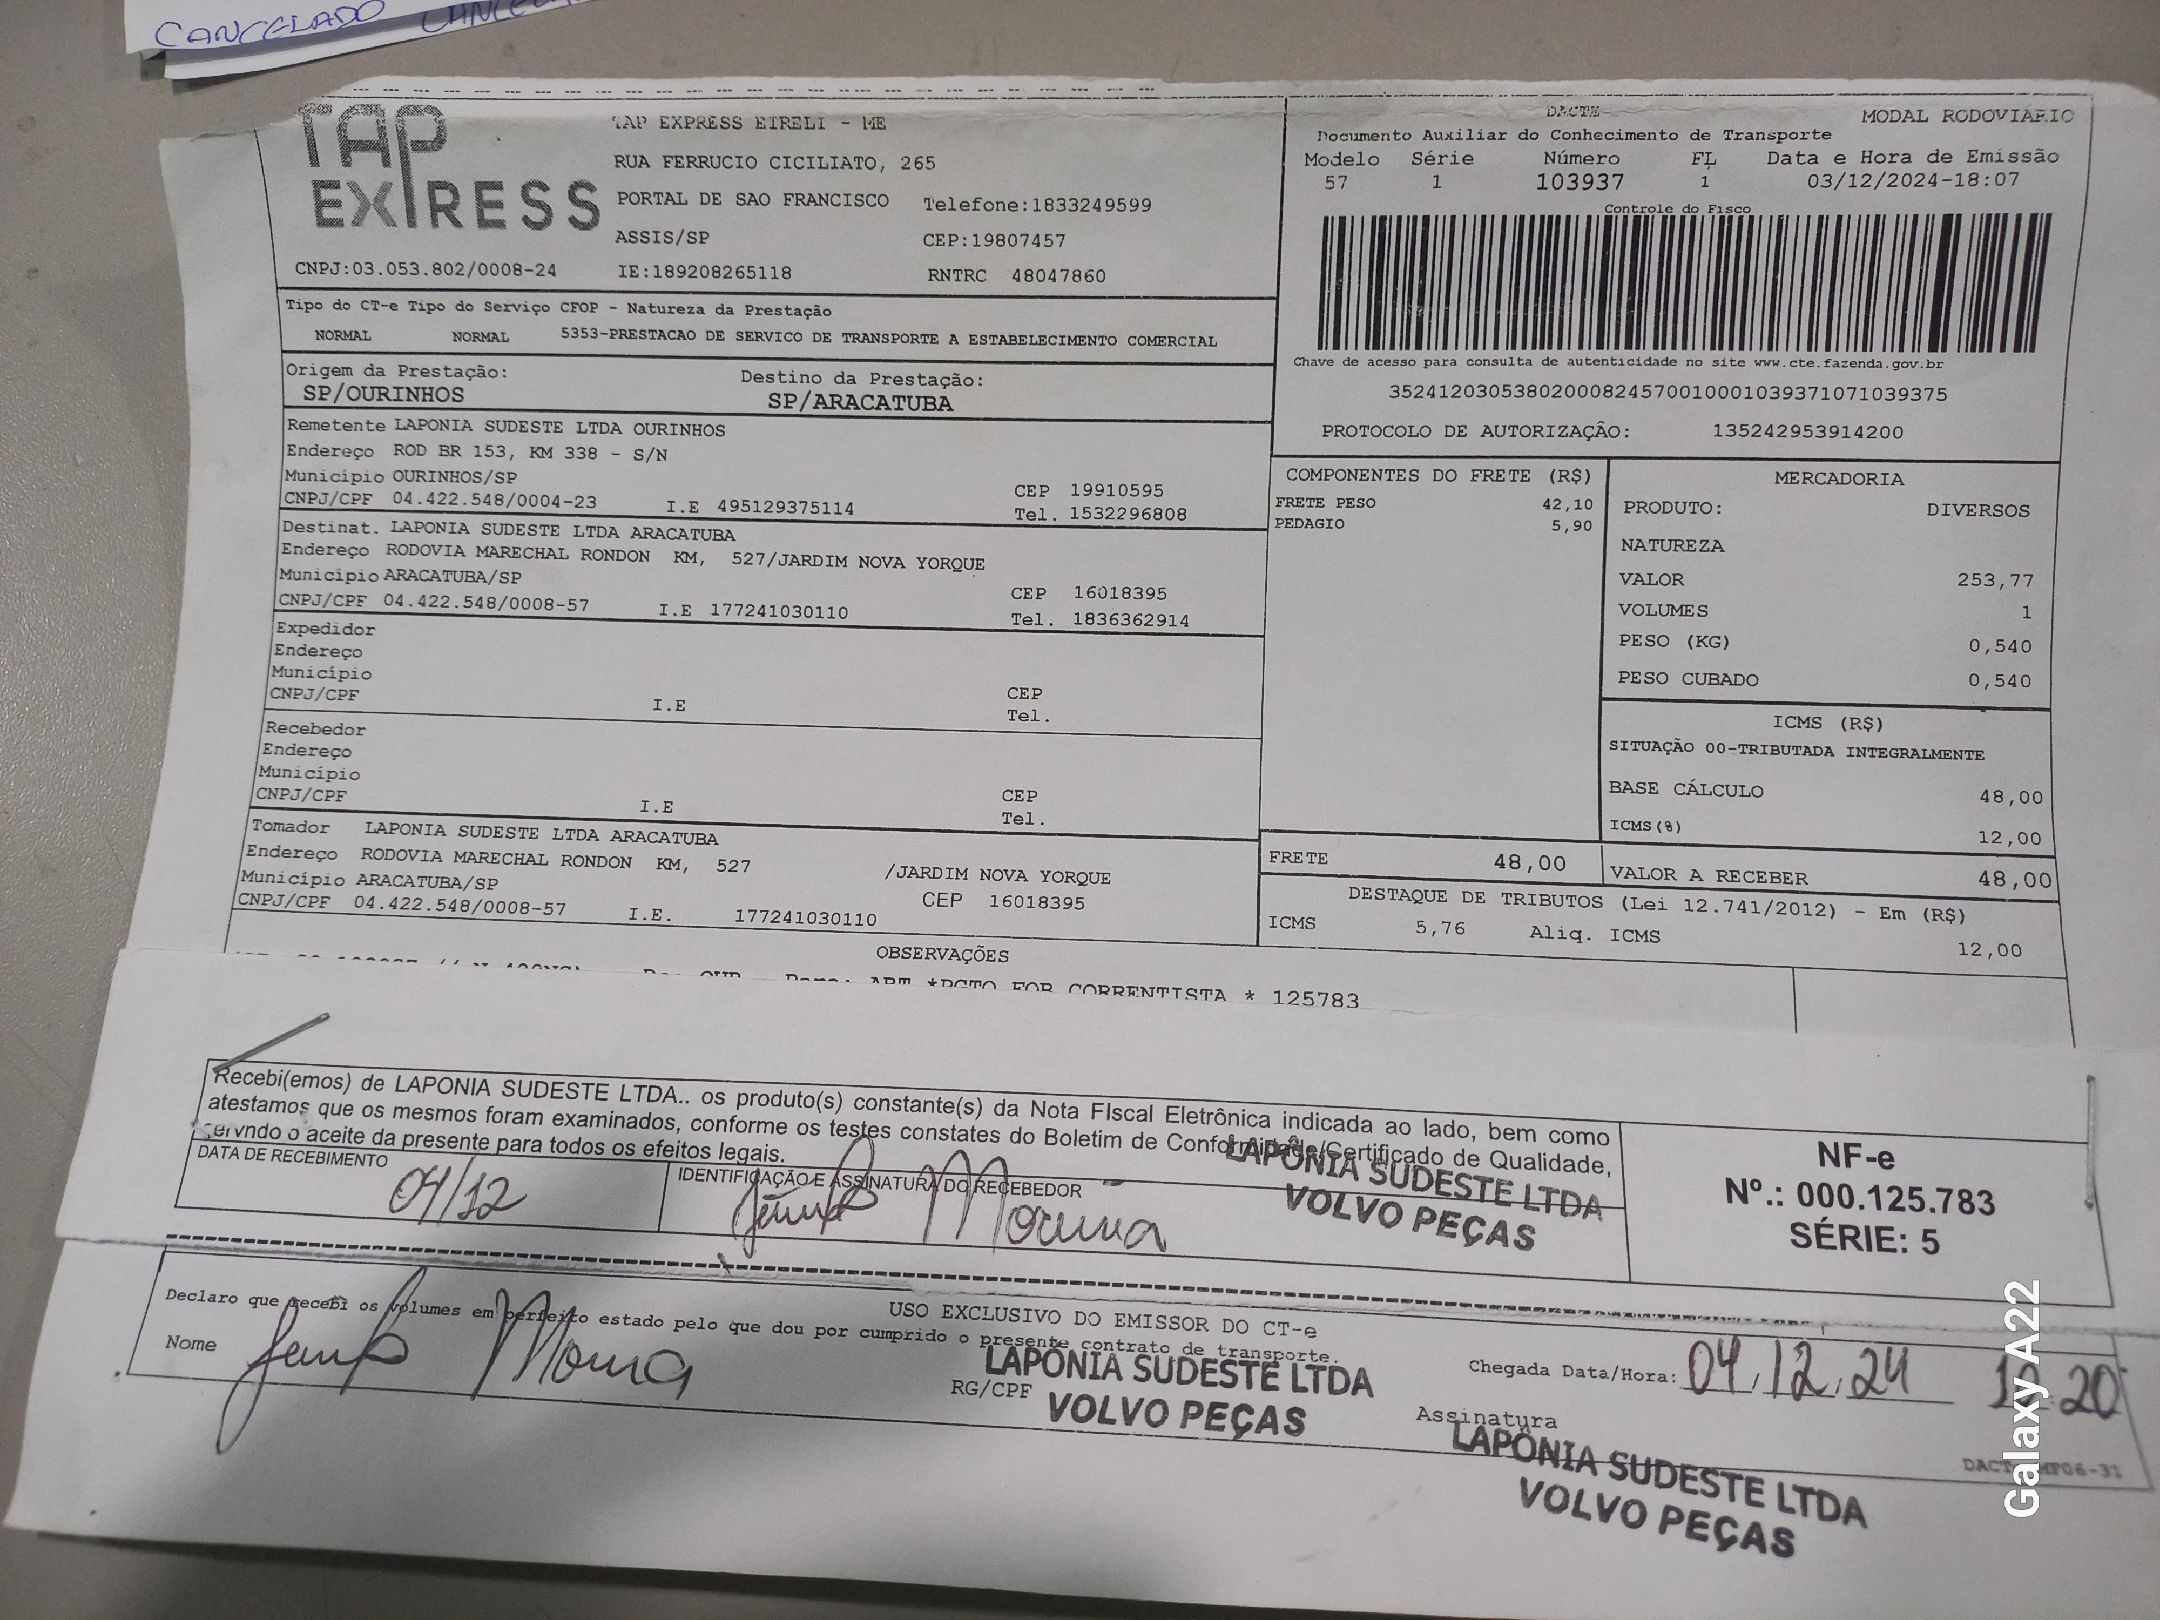 CANCELADO
TAP EXPRESS
TAP EXPRESS EIRELI - ME
RUA FERRUCIO CICILIATO, 265
PORTAL DE SAO FRANCISCO Telefone:1833249599
ASSIS/SP CEP:19807457
CNPJ:03.053.802/0008-24 IE:189208265118 RNTRC 48047860
DACTE MODAL RODOVIARIO
Documento Auxiliar do Conhecimento de Transporte
Modelo Série Número FL Data e Hora de Emissão
57 1 103937 1 03/12/2024-18:07
Controle do Fisco
Chave de acesso para consulta de autenticidade no site www.cte.fazenda.gov.br
35241203053802000824570010001039371071039375
PROTOCOLO DE AUTORIZAÇÃO: 135242953914200
Tipo do CT-e Tipo do Serviço CFOP - Natureza da Prestação
NORMAL NORMAL 5353-PRESTACAO DE SERVICO DE TRANSPORTE A ESTABELECIMENTO COMERCIAL
Origem da Prestação: Destino da Prestação:
SP/OURINHOS SP/ARACATUBA
Remetente LAPONIA SUDESTE LTDA OURINHOS
Endereço ROD BR 153, KM 338 - S/N
Município OURINHOS/SP CEP 19910595
CNPJ/CPF 04.422.548/0004-23 I.E 495129375114 Tel. 1532296808
Destinat. LAPONIA SUDESTE LTDA ARACATUBA
Endereço RODOVIA MARECHAL RONDON KM, 527/JARDIM NOVA YORQUE
Município ARACATUBA/SP CEP 16018395
CNPJ/CPF 04.422.548/0008-57 I.E 177241030110 Tel. 1836362914
Expedidor
Endereço
Município
CNPJ/CPF I.E CEP
Tel.
Recebedor
Endereço
Município
CNPJ/CPF I.E CEP
Tel.
Tomador LAPONIA SUDESTE LTDA ARACATUBA
Endereço RODOVIA MARECHAL RONDON KM, 527 /JARDIM NOVA YORQUE
Município ARACATUBA/SP CEP 16018395
CNPJ/CPF 04.422.548/0008-57 I.E. 177241030110
COMPONENTES DO FRETE (R$)
FRETE PESO 42,10
PEDAGIO 5,90
MERCADORIA
PRODUTO: DIVERSOS
NATUREZA
VALOR 253,77
VOLUMES 1
PESO (KG) 0,540
PESO CUBADO 0,540
ICMS (R$)
SITUAÇÃO 00-TRIBUTADA INTEGRALMENTE
BASE CÁLCULO 48,00
ICMS(%) 12,00
FRETE 48,00 VALOR A RECEBER 48,00
DESTAQUE DE TRIBUTOS (Lei 12.741/2012) - Em (R$)
ICMS 5,76 Aliq. ICMS 12,00
OBSERVAÇÕES
*PGTO FOR CORRENTISTA * 125783
Recebi(emos) de LAPONIA SUDESTE LTDA.. os produto(s) constante(s) da Nota FIscal Eletrônica indicada ao lado, bem como
atestamos que os mesmos foram examinados, conforme os testes constates do Boletim de Conformidade/Certificado de Qualidade,
servndo o aceite da presente para todos os efeitos legais.
DATA DE RECEBIMENTO IDENTIFICAÇÃO E ASSINATURA DO RECEBEDOR
04/12
LAPÔNIA SUDESTE LTDA
VOLVO PEÇAS
NF-e
Nº.: 000.125.783
SÉRIE: 5
USO EXCLUSIVO DO EMISSOR DO CT-e
Declaro que recebi os volumes em perfeito estado pelo que dou por cumprido o presente contrato de transporte.
Nome RG/CPF Chegada Data/Hora: 04/12/24
Assinatura
LAPÔNIA SUDESTE LTDA
VOLVO PEÇAS
LAPÔNIA SUDESTE LTDA
VOLVO PEÇAS
Galaxy A22